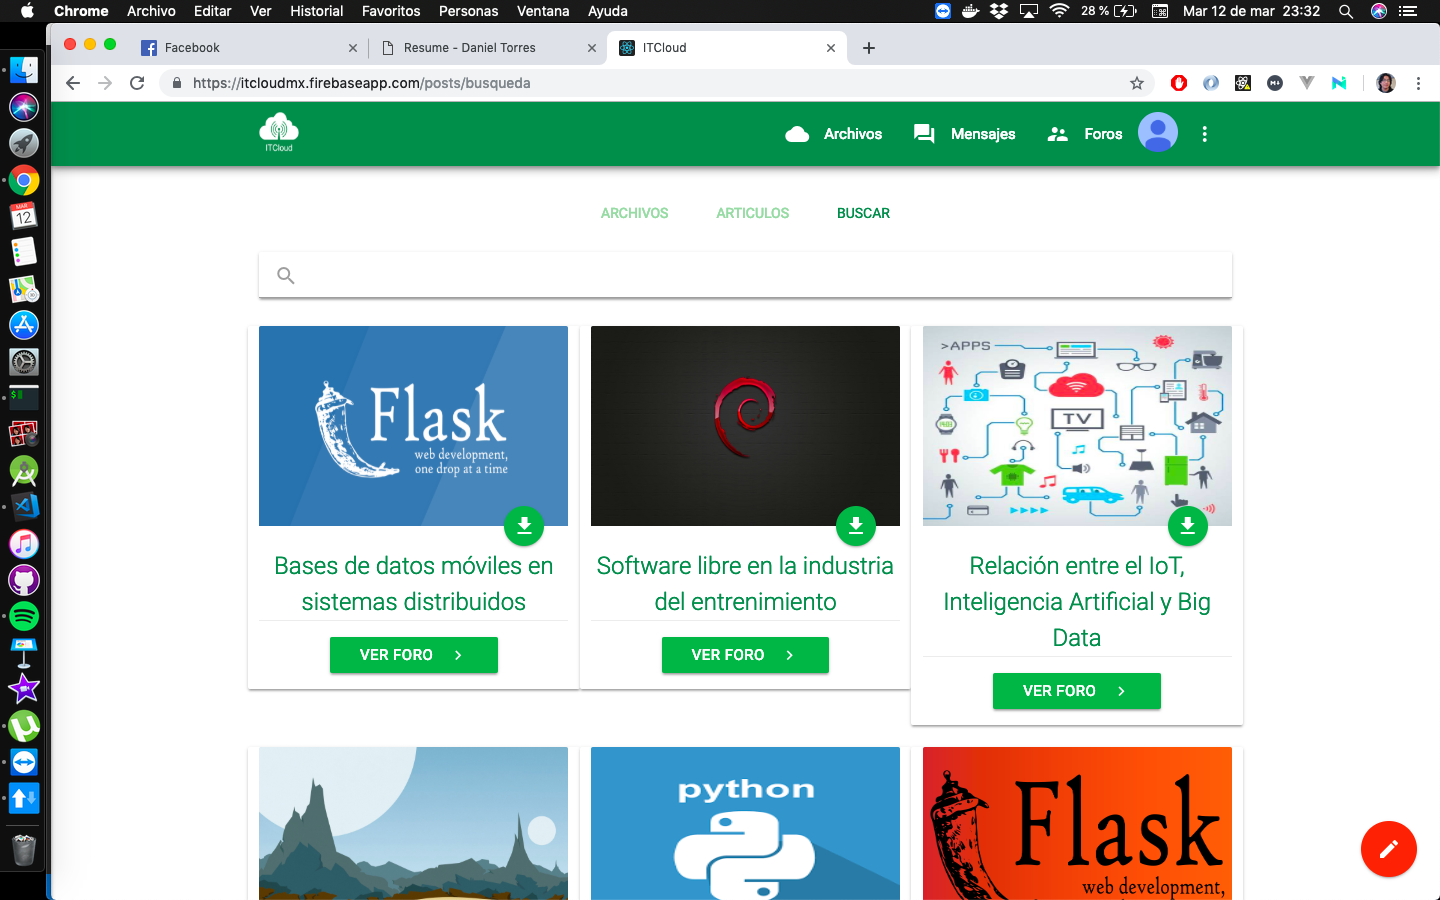 Chrome Archivo Editar Ver Historial Favoritos Personas Ventana Ayuda 28 % Mar 12 de mar 23:32
Facebook Resume - Daniel Torres ITCloud
https://itcloudmx.firebaseapp.com/posts/busqueda
ITCloud Archivos Mensajes Foros
ARCHIVOS ARTICULOS BUSCAR
Flask
web development,
one drop at a time
>APPS
TV
Bases de datos móviles en
sistemas distribuidos
VER FORO
Software libre en la industria
del entrenimiento
VER FORO
Relación entre el IoT,
Inteligencia Artificial y Big
Data
VER FORO
python
Flask
web development,
MAR
12